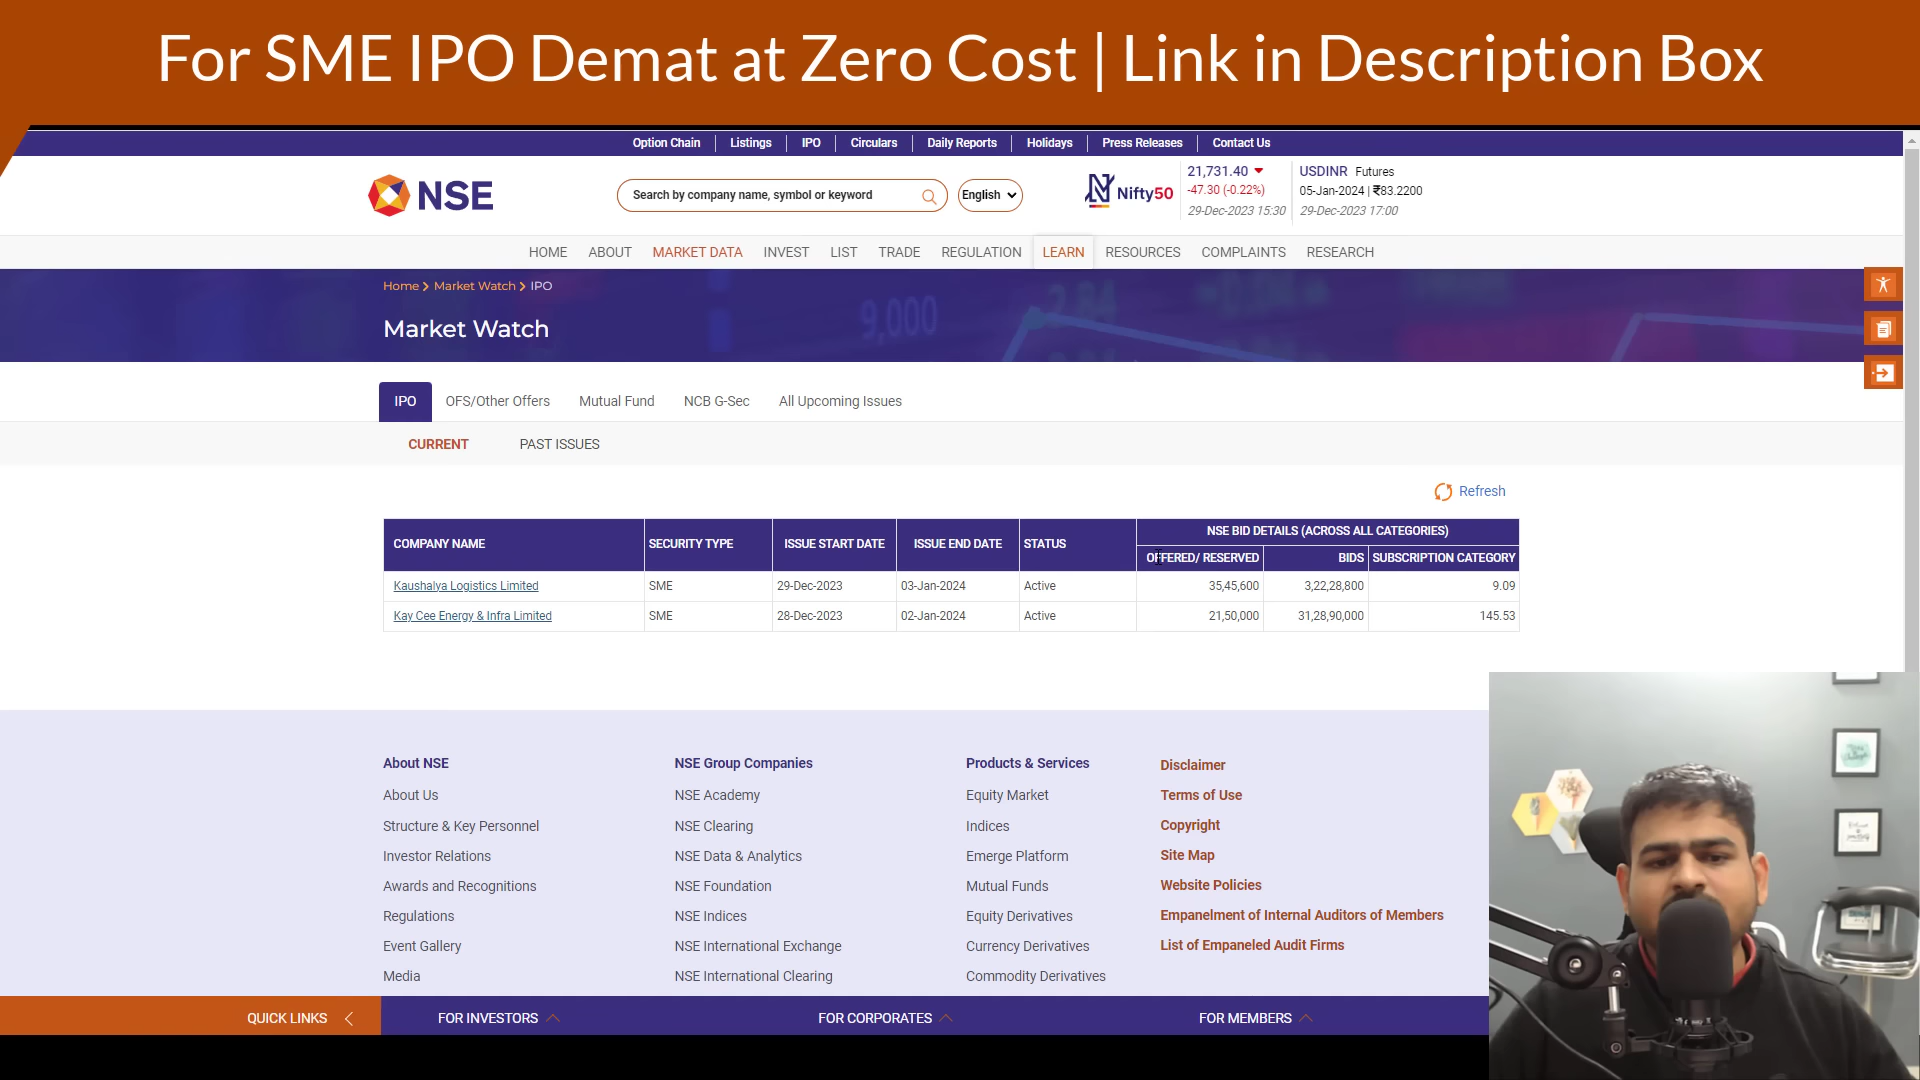 For SME IPO Demat at Zero Cost | Link in Description Box
Option Chain | Listings | IPO | Circulars | Daily Reports | Holidays | Press Releases | Contact Us
NSE
Search by company name, symbol or keyword
English
Nifty50
21,731.40
-47.30 (-0.22%)
29-Dec-2023 15:30
USDINR Futures
05-Jan-2024 | ₹83.2200
29-Dec-2023 17:00
HOME ABOUT MARKET DATA INVEST LIST TRADE REGULATION LEARN RESOURCES COMPLAINTS RESEARCH
Home > Market Watch > IPO
9,000
2.84
Market Watch
IPO OFS/Other Offers Mutual Fund NCB G-Sec All Upcoming Issues
CURRENT PAST ISSUES
Refresh
COMPANY NAME SECURITY TYPE ISSUE START DATE ISSUE END DATE STATUS NSE BID DETAILS (ACROSS ALL CATEGORIES)
OFFERED/ RESERVED BIDS SUBSCRIPTION CATEGORY
Kaushalya Logistics Limited SME 29-Dec-2023 03-Jan-2024 Active 35,45,600 3,22,28,800 9.09
Kay Cee Energy & Infra Limited SME 28-Dec-2023 02-Jan-2024 Active 21,50,000 31,28,90,000 145.53
About NSE NSE Group Companies Products & Services Disclaimer
About Us NSE Academy Equity Market Terms of Use
Structure & Key Personnel NSE Clearing Indices Copyright
Investor Relations NSE Data & Analytics Emerge Platform Site Map
Awards and Recognitions NSE Foundation Mutual Funds Website Policies
Regulations NSE Indices Equity Derivatives Empanelment of Internal Auditors of Members
Event Gallery NSE International Exchange Currency Derivatives List of Empaneled Audit Firms
Media NSE International Clearing Commodity Derivatives
QUICK LINKS FOR INVESTORS FOR CORPORATES FOR MEMBERS